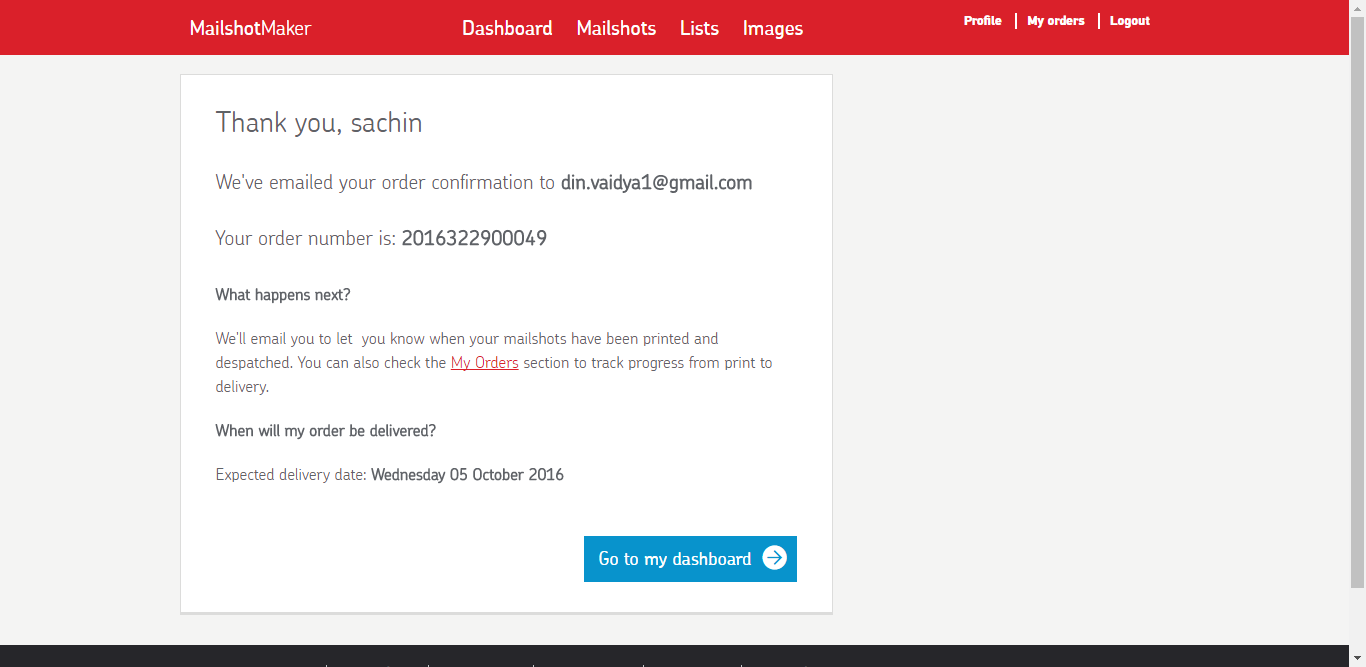 MailshotMaker Dashboard Mailshots Lists Images Profile My orders Logout
Thank you, sachin
We've emailed your order confirmation to din.vaidya1@gmail.com
Your order number is: 2016322900049
What happens next?
We'll email you to let  you know when your mailshots have been printed and
despatched. You can also check the My Orders section to track progress from print to
delivery.
When will my order be delivered?
Expected delivery date: Wednesday 05 October 2016
Go to my dashboard